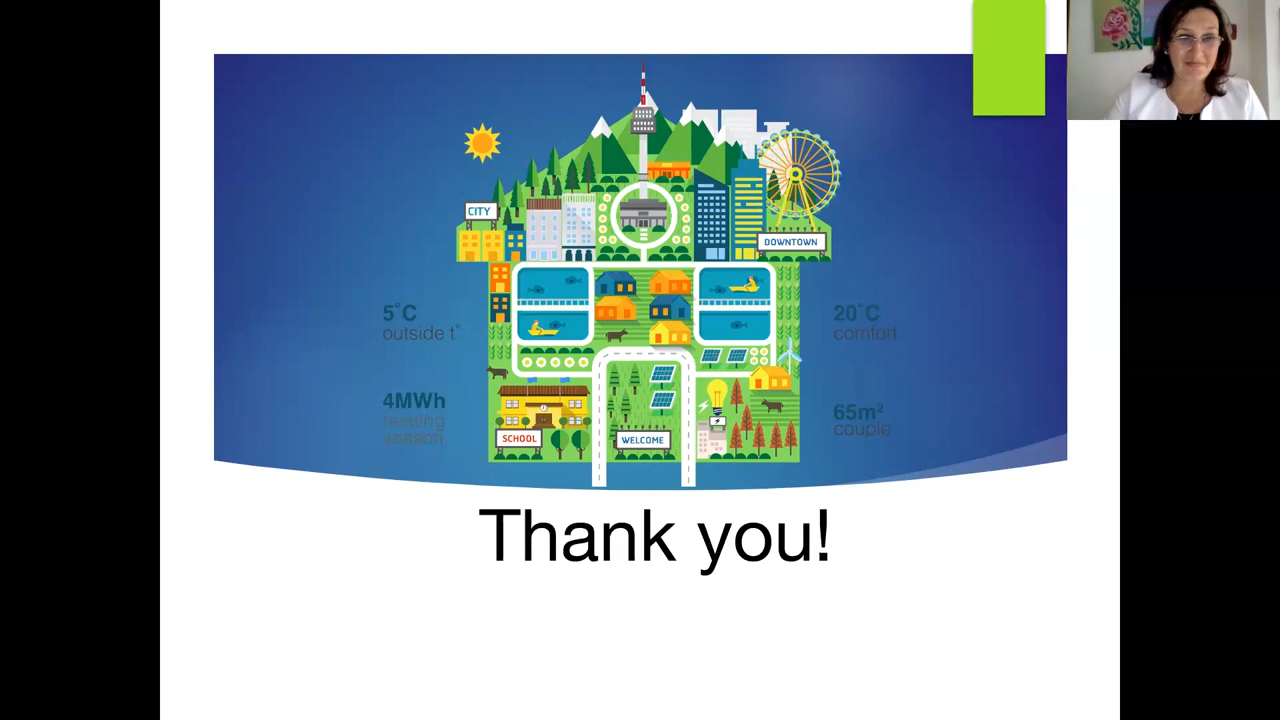 CITY
DOWNTOWN
5°C
outside t°
20°C
comfort
4MWh
heating
season
65m²
couple
SCHOOL
WELCOME
Thank you!